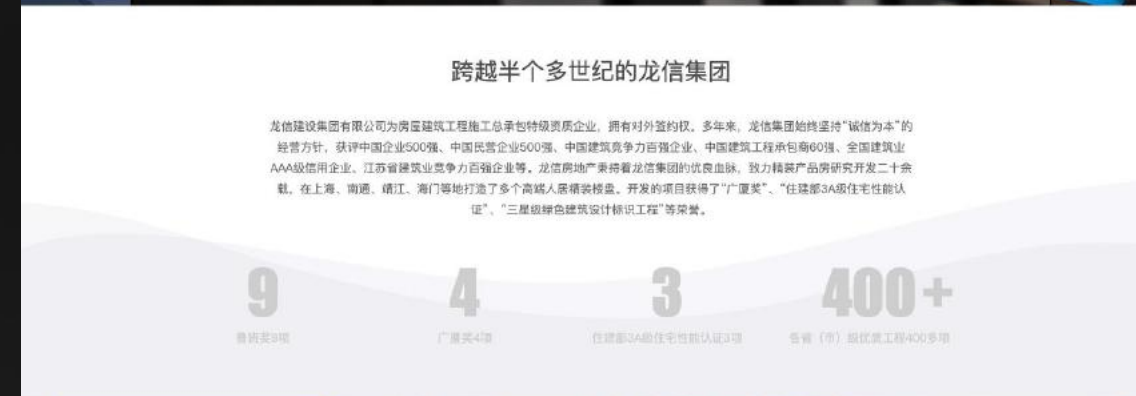 跨越半个多世纪的龙信集团
龙信建设集团有限公司为房屋建筑工程施工总承包特级资质企业，拥有对外签约权。多年来，龙信集团始终坚持“诚信为本”的
经营方针，获评中国企业500强、中国民营企业500强、中国建筑竞争力百强企业、中国建筑工程承包商60强、全国建筑业
AAA级信用企业、江苏省建筑业竞争力百强企业等。龙信房地产秉持着龙信集团的优良血脉，致力精装产品房研究开发二十余
载，在上海、南通、靖江、海门等地打造了多个高端人居精装楼盘。开发的项目获得了“广厦奖”、“住建部3A级住宅性能认
证”、“三星级绿色建筑设计标识工程”等荣誉。
9 4 3 400+
鲁班奖9项 广厦奖4项 住建部3A级住宅性能认证3项 各省（市）级优质工程400多项